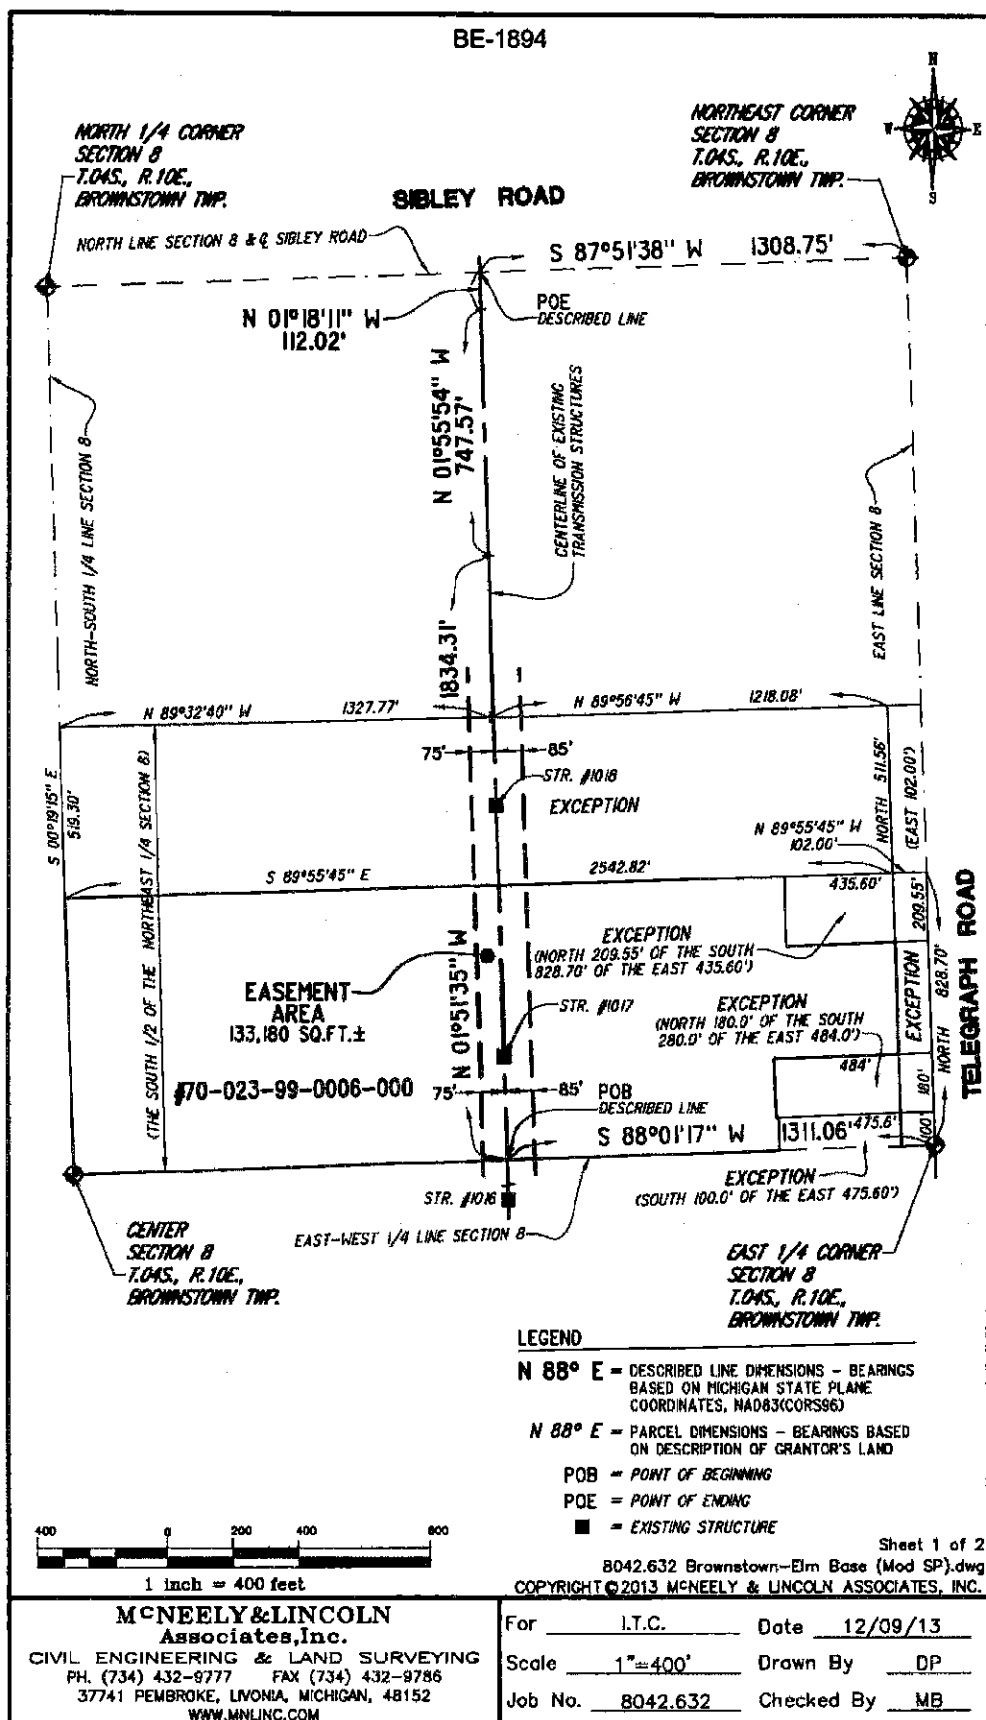 BE-1894
NORTH 1/4 CORNER
SECTION 8
T.04S., R.10E.,
BROWNSTOWN TWP.
NORTHEAST CORNER
SECTION 8
T.04S., R.10E.,
BROWNSTOWN TWP.
N
W
E
S
SIBLEY ROAD
NORTH LINE SECTION 8 & ℄ SIBLEY ROAD
S 87°51'38" W 1308.75'
POE
DESCRIBED LINE
N 01°18'11" W
112.02'
N 01°55'54" W
747.57'
CENTERLINE OF EXISTING
TRANSMISSION STRUCTURES
NORTH-SOUTH 1/4 LINE SECTION 8
EAST LINE SECTION 8
1834.31'
N 89°32'40" W 1327.77'
N 89°56'45" W 1218.08'
75'
85'
STR. #1018
EXCEPTION
S 00°19'15" E
519.30'
(THE SOUTH 1/2 OF THE NORTHEAST 1/4 SECTION 8)
NORTH 511.56'
(EAST 102.00')
N 89°55'45" W
102.00'
S 89°55'45" E 2542.82'
435.60'
209.55'
EXCEPTION
(NORTH 209.55' OF THE SOUTH
828.70' OF THE EAST 435.60')
EASEMENT
AREA
133,180 SQ.FT.±
N 01°51'35" W
STR. #1017
EXCEPTION
(NORTH 180.0' OF THE SOUTH
280.0' OF THE EAST 484.0')
EXCEPTION
NORTH 828.70'
TELEGRAPH ROAD
484'
180'
#70-023-99-0006-000
75'
85'
POB
DESCRIBED LINE
S 88°01'17" W 1311.06'
475.6'
100'
EXCEPTION
(SOUTH 100.0' OF THE EAST 475.60')
STR. #1016
EAST-WEST 1/4 LINE SECTION 8
CENTER
SECTION 8
T.04S., R.10E.,
BROWNSTOWN TWP.
EAST 1/4 CORNER
SECTION 8
T.04S., R.10E.,
BROWNSTOWN TWP.
LEGEND
N 88° E = DESCRIBED LINE DIMENSIONS - BEARINGS
BASED ON MICHIGAN STATE PLANE
COORDINATES, NAD83(CORS96)
N 88° E = PARCEL DIMENSIONS - BEARINGS BASED
ON DESCRIPTION OF GRANTOR'S LAND
POB = POINT OF BEGINNING
POE = POINT OF ENDING
■ = EXISTING STRUCTURE
400 0 200 400 800
1 inch = 400 feet
Sheet 1 of 2
8042.632 Brownstown-Elm Base (Mod SP).dwg
COPYRIGHT © 2013 McNEELY & LINCOLN ASSOCIATES, INC.
McNEELY&LINCOLN
Associates,Inc.
CIVIL ENGINEERING & LAND SURVEYING
PH. (734) 432-9777 FAX (734) 432-9786
37741 PEMBROKE, LIVONIA, MICHIGAN, 48152
WWW.MNLINC.COM
For I.T.C. Date 12/09/13
Scale 1"=400' Drawn By DP
Job No. 8042.632 Checked By MB